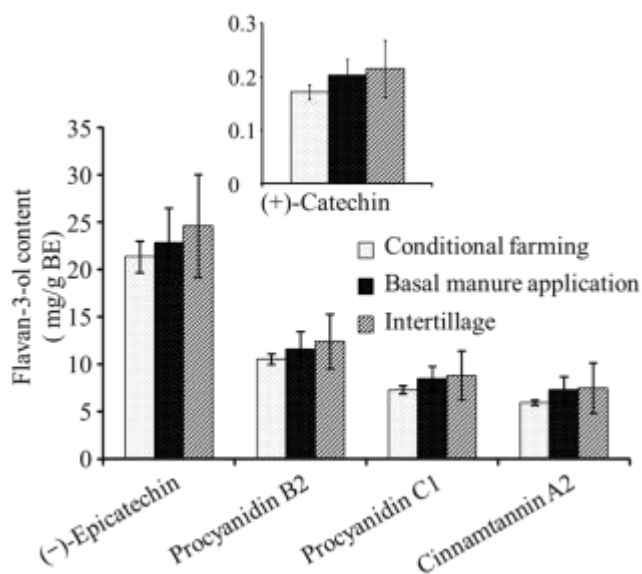 0.3
0.2
0.1
0
(+)-Catechin
Flavan-3-ol content
( mg/g BE)
35
30
25
20
15
10
5
0
Conditional farming
Basal manure application
Intertillage
(−)-Epicatechin
Procyanidin B2
Procyanidin C1
Cinnamtannin A2